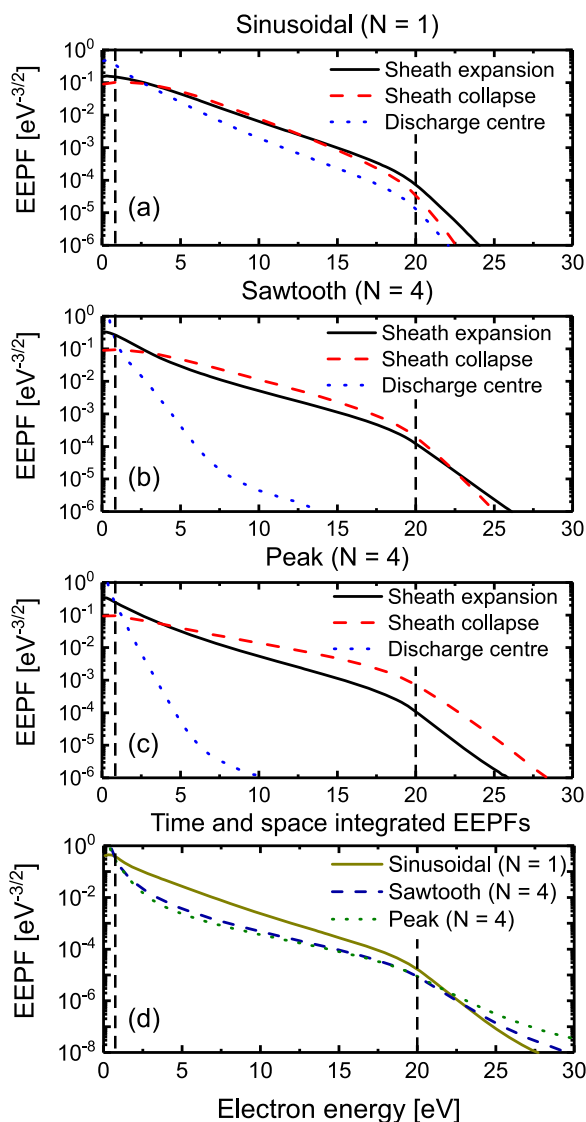 Sinusoidal (N = 1)
EEPF [eV-3/2]
10^0
10^-1
10^-2
10^-3
10^-4
10^-5
10^-6
Sheath expansion
Sheath collapse
Discharge centre
(a)
0 5 10 15 20 25 30
Sawtooth (N = 4)
EEPF [eV-3/2]
10^0
10^-1
10^-2
10^-3
10^-4
10^-5
10^-6
Sheath expansion
Sheath collapse
Discharge centre
(b)
0 5 10 15 20 25 30
Peak (N = 4)
EEPF [eV-3/2]
10^0
10^-1
10^-2
10^-3
10^-4
10^-5
10^-6
Sheath expansion
Sheath collapse
Discharge centre
(c)
0 5 10 15 20 25 30
Time and space integrated EEPFs
EEPF [eV-3/2]
10^0
10^-2
10^-4
10^-6
10^-8
Sinusoidal (N = 1)
Sawtooth (N = 4)
Peak (N = 4)
(d)
0 5 10 15 20 25 30
Electron energy [eV]